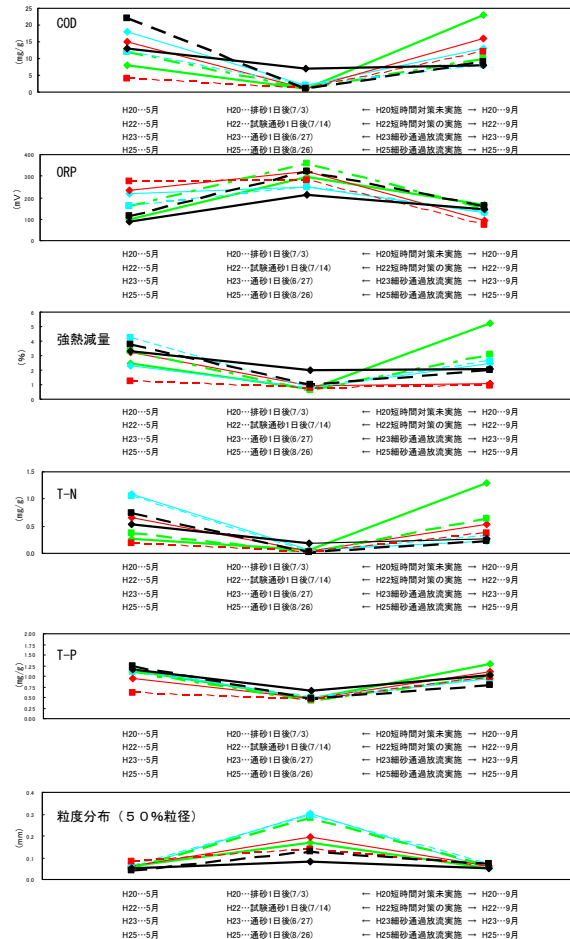 COD
(mg/g)
25
20
15
10
5
0
H20…5月 H20…排砂1日後(7/3) ← H20短時間対策未実施 → H20…9月
H22…5月 H22…試験通砂1日後(7/14) ← H22短時間対策の実施 → H22…9月
H23…5月 H23…通砂1日後(6/27) ← H23細砂通過放流実施 → H23…9月
H25…5月 H25…通砂1日後(8/26) ← H25細砂通過放流実施 → H25…9月
ORP
(mV)
400
300
200
100
0
H20…5月 H20…排砂1日後(7/3) ← H20短時間対策未実施 → H20…9月
H22…5月 H22…試験通砂1日後(7/14) ← H22短時間対策の実施 → H22…9月
H23…5月 H23…通砂1日後(6/27) ← H23細砂通過放流実施 → H23…9月
H25…5月 H25…通砂1日後(8/26) ← H25細砂通過放流実施 → H25…9月
強熱減量
(%)
6
5
4
3
2
1
0
H20…5月 H20…排砂1日後(7/3) ← H20短時間対策未実施 → H20…9月
H22…5月 H22…試験通砂1日後(7/14) ← H22短時間対策の実施 → H22…9月
H23…5月 H23…通砂1日後(6/27) ← H23細砂通過放流実施 → H23…9月
H25…5月 H25…通砂1日後(8/26) ← H25細砂通過放流実施 → H25…9月
T-N
(mg/g)
1.5
1.0
0.5
0.0
H20…5月 H20…排砂1日後(7/3) ← H20短時間対策未実施 → H20…9月
H22…5月 H22…試験通砂1日後(7/14) ← H22短時間対策の実施 → H22…9月
H23…5月 H23…通砂1日後(6/27) ← H23細砂通過放流実施 → H23…9月
H25…5月 H25…通砂1日後(8/26) ← H25細砂通過放流実施 → H25…9月
T-P
(mg/g)
2.00
1.75
1.50
1.25
1.00
0.75
0.50
0.25
0.00
H20…5月 H20…排砂1日後(7/3) ← H20短時間対策未実施 → H20…9月
H22…5月 H22…試験通砂1日後(7/14) ← H22短時間対策の実施 → H22…9月
H23…5月 H23…通砂1日後(6/27) ← H23細砂通過放流実施 → H23…9月
H25…5月 H25…通砂1日後(8/26) ← H25細砂通過放流実施 → H25…9月
粒度分布(50%粒径)
(mm)
0.4
0.3
0.2
0.1
0.0
H20…5月 H20…排砂1日後(7/3) ← H20短時間対策未実施 → H20…9月
H22…5月 H22…試験通砂1日後(7/14) ← H22短時間対策の実施 → H22…9月
H23…5月 H23…通砂1日後(6/27) ← H23細砂通過放流実施 → H23…9月
H25…5月 H25…通砂1日後(8/26) ← H25細砂通過放流実施 → H25…9月